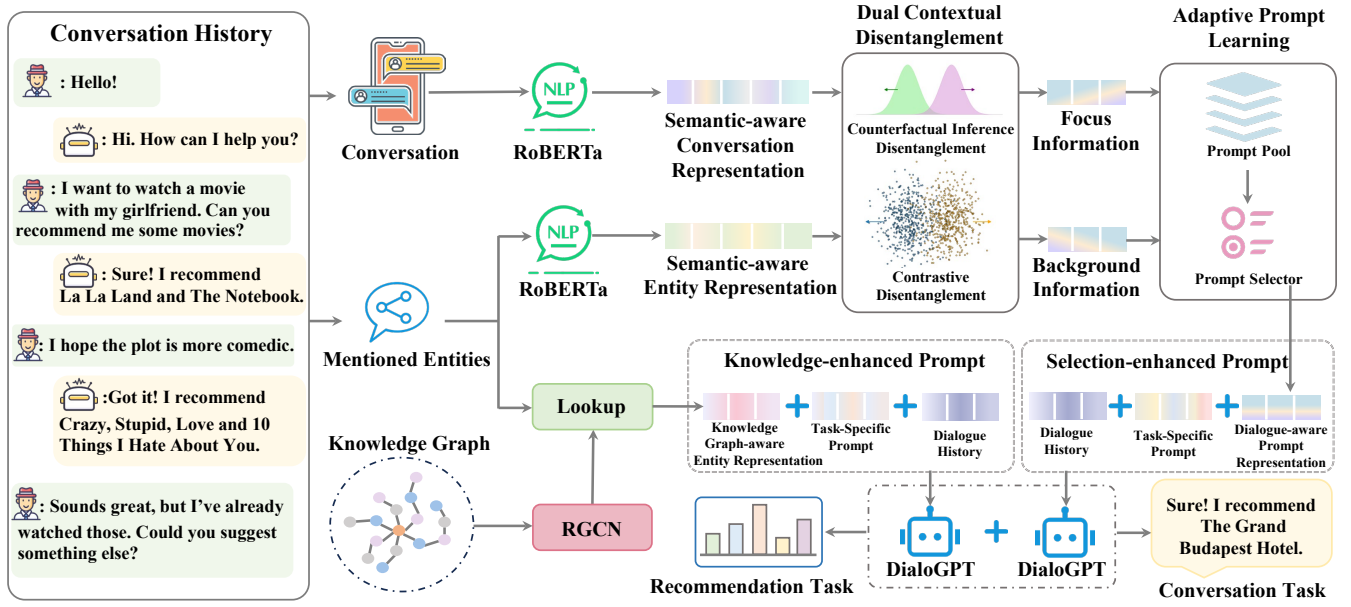 Conversation History
: Hello!
: Hi. How can I help you?
: I want to watch a movie
with my girlfriend. Can you
recommend me some movies?
: Sure! I recommend
La La Land and The Notebook.
: I hope the plot is more comedic.
:Got it! I recommend
Crazy, Stupid, Love and 10
Things I Hate About You.
: Sounds great, but I've already
watched those. Could you suggest
something else?
Conversation
Mentioned Entities
Knowledge Graph
NLP
RoBERTa
NLP
RoBERTa
Lookup
RGCN
Semantic-aware
Conversation
Representation
Semantic-aware
Entity Representation
Dual Contextual
Disentanglement
Counterfactual Inference
Disentanglement
Contrastive
Disentanglement
Focus
Information
Background
Information
Adaptive Prompt
Learning
Prompt Pool
Prompt Selector
Knowledge-enhanced Prompt
Knowledge
Graph-aware
Entity Representation
Task-Specific
Prompt
Dialogue
History
Selection-enhanced Prompt
Dialogue
History
Task-Specific
Prompt
Dialogue-aware
Prompt
Representation
Recommendation Task
DialoGPT
DialoGPT
Sure! I recommend
The Grand
Budapest Hotel.
Conversation Task